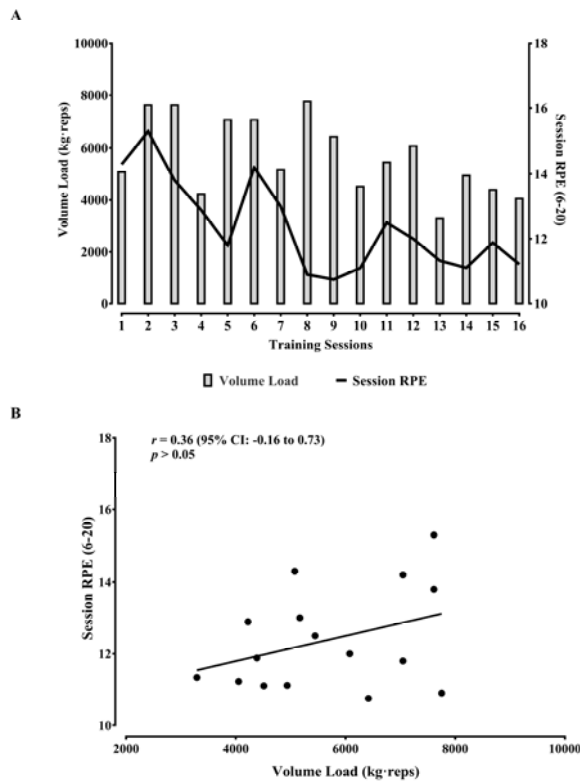 A
10000
8000
6000
4000
2000
0
Volume Load (kg·reps)
18
16
14
12
10
Session RPE (6-20)
1 2 3 4 5 6 7 8 9 10 11 12 13 14 15 16
Training Sessions
Volume Load Session RPE
B
r = 0.36 (95% CI: -0.16 to 0.73)
p > 0.05
18
16
14
12
10
Session RPE (6-20)
2000 4000 6000 8000 10000
Volume Load (kg·reps)